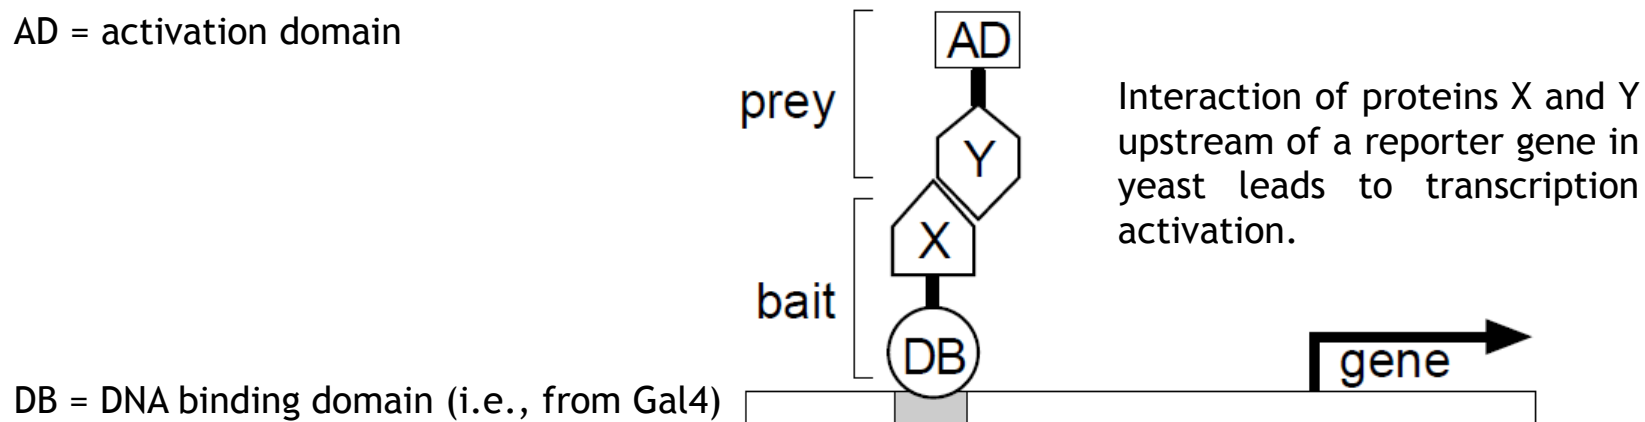 AD = activation domain
AD
prey
Y
Interaction of proteins X and Y
upstream of a reporter gene in
yeast leads to transcription
activation.
X
bait
DB
gene
DB = DNA binding domain (i.e., from Gal4)